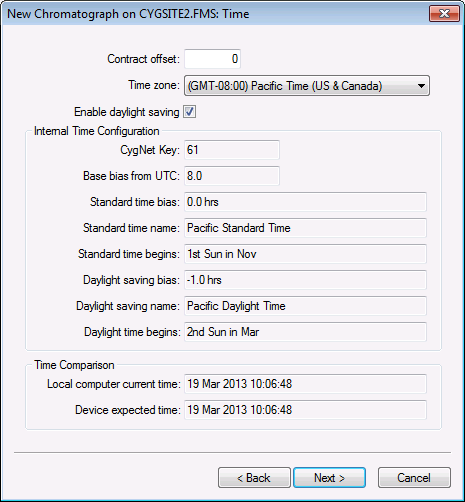 New Chromatograph on CYGSITE2.FMS: Time
Contract offset: 0
Time zone: (GMT-08:00) Pacific Time (US & Canada)
Enable daylight saving
Internal Time Configuration
CygNet Key: 61
Base bias from UTC: 8.0
Standard time bias: 0.0 hrs
Standard time name: Pacific Standard Time
Standard time begins: 1st Sun in Nov
Daylight saving bias: -1.0 hrs
Daylight saving name: Pacific Daylight Time
Daylight time begins: 2nd Sun in Mar
Time Comparison
Local computer current time: 19 Mar 2013 10:06:48
Device expected time: 19 Mar 2013 10:06:48
< Back Next > Cancel